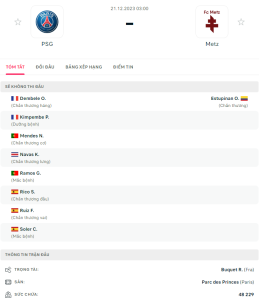 21.12.2023 03:00
PSG
Fc Metz
Metz
TÓM TẮT
ĐỐI ĐẦU
BẢNG XẾP HẠNG
ĐIỂM TIN
SẼ KHÔNG THI ĐẤU
Dembele O.
(Chấn thương háng)
Estupinan O.
(Chấn thương)
Kimpembe P.
(Dưỡng bệnh)
Mendes N.
(Chấn thương cơ)
Navas K.
(Chấn thương lưng)
Ramos G.
(Mắc bệnh)
Rico S.
(Chấn thương đầu)
Ruiz F.
(Chấn thương vai)
Soler C.
(Mắc bệnh)
THÔNG TIN TRẬN ĐẤU
TRỌNG TÀI:
Buquet R. (Fra)
SÂN:
Parc des Princes (Paris)
SỨC CHỨA:
48 229